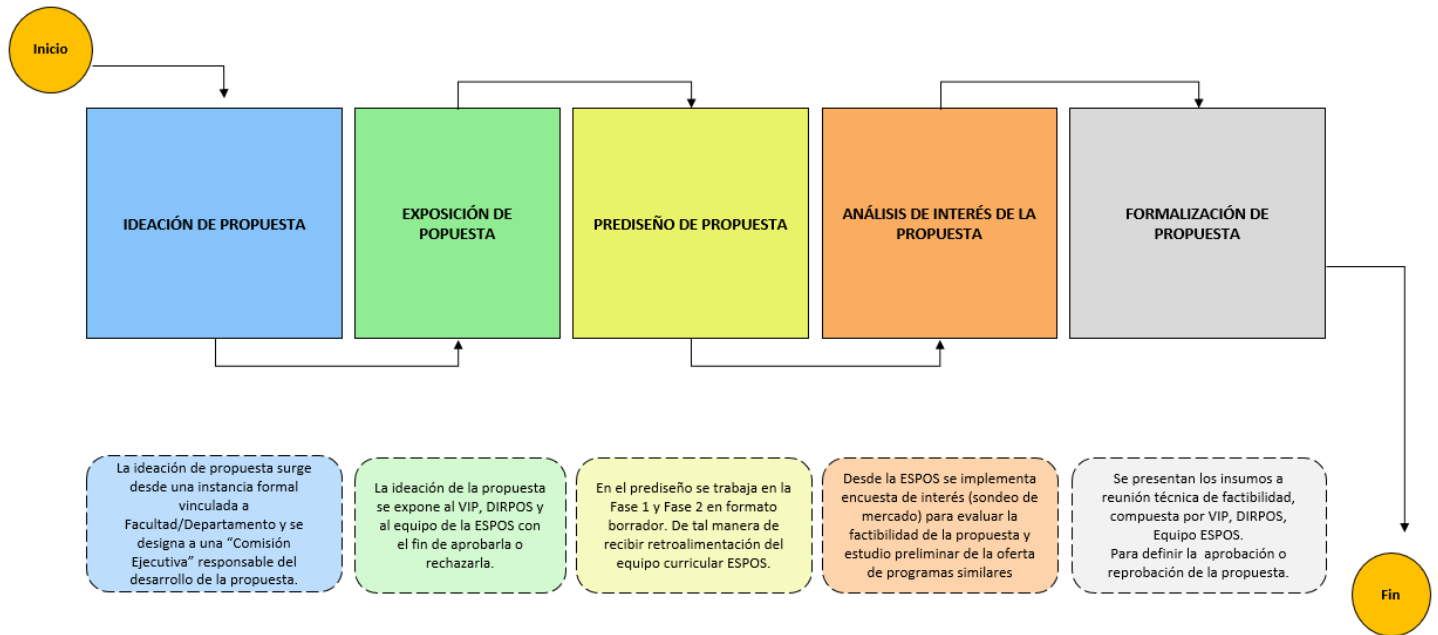 Inicio
IDEACIÓN DE PROPUESTA
EXPOSICIÓN DE
POPUESTA
PREDISEÑO DE PROPUESTA
ANÁLISIS DE INTERÉS DE LA
PROPUESTA
FORMALIZACIÓN DE
PROPUESTA
La ideación de propuesta surge
desde una instancia formal
vinculada a
Facultad/Departamento y se
designa a una “Comisión
Ejecutiva” responsable del
desarrollo de la propuesta.
La ideación de la propuesta
se expone al VIP, DIRPOS y
al equipo de la ESPOS con
el fin de aprobarla o
rechazarla.
En el prediseño se trabaja en la
Fase 1 y Fase 2 en formato
borrador. De tal manera de
recibir retroalimentación del
equipo curricular ESPOS.
Desde la ESPOS se implementa
encuesta de interés (sondeo de
mercado) para evaluar la
factibilidad de la propuesta y
estudio preliminar de la oferta
de programas similares
Se presentan los insumos a
reunión técnica de factibilidad,
compuesta por VIP, DIRPOS,
Equipo ESPOS.
Para definir la aprobación o
reprobación de la propuesta.
Fin